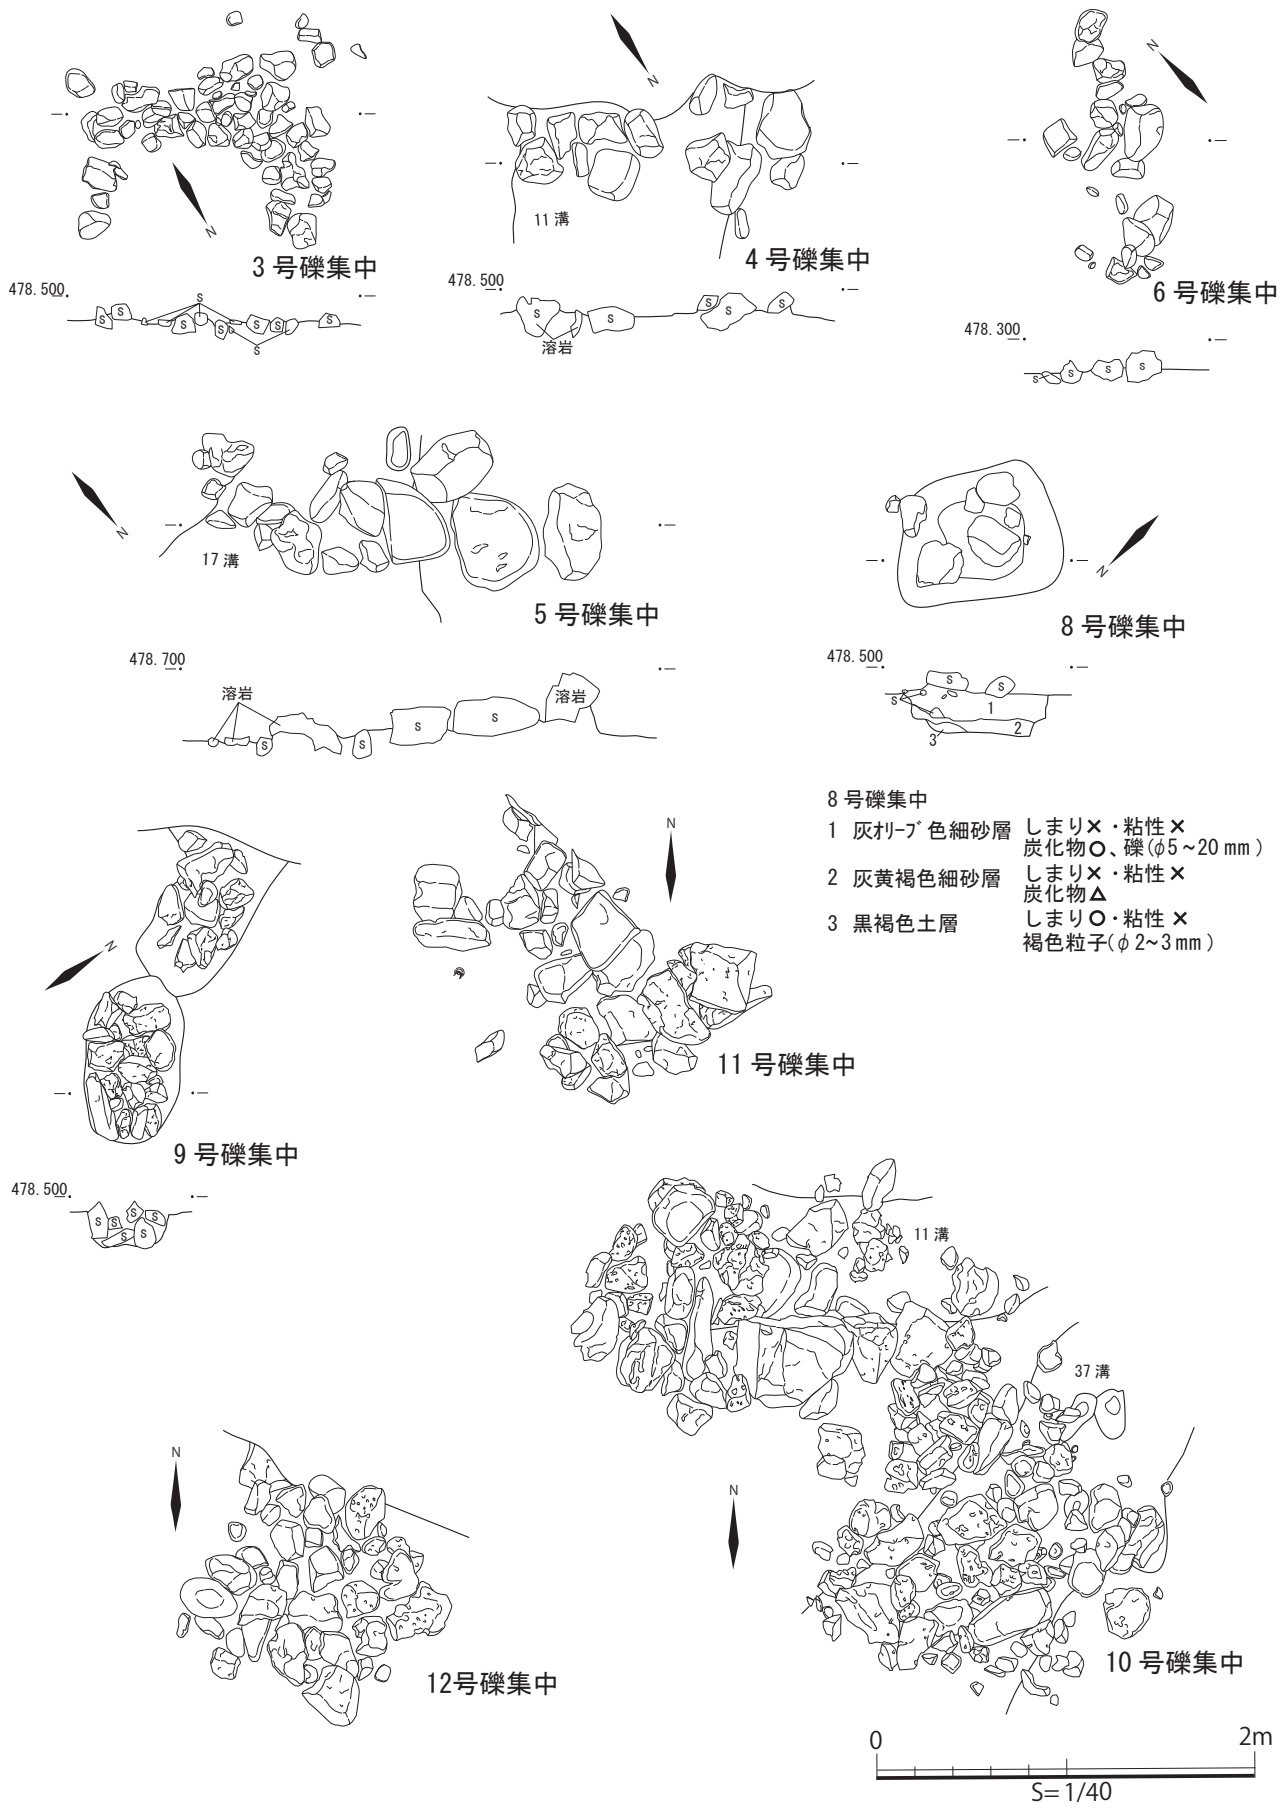 N
3 号礫集中
478.500
S
S
S
S
S
S
S
S
S
S
N
11 溝
4 号礫集中
478.500
S
S
S
S
S
溶岩
N
6 号礫集中
478.300
S
S
S
S
N
17 溝
5 号礫集中
478.700
溶岩
S
S
S
S
溶岩
N
8 号礫集中
478.500
S
S
S
1
2
3
8 号礫集中
1 灰ｵﾘｰﾌﾞ色細砂層 しまり✕・粘性✕
炭化物〇、礫(φ5~20 mm)
2 灰黄褐色細砂層 しまり✕・粘性✕
炭化物△
3 黒褐色土層 しまり〇・粘性✕
褐色粒子(φ2~3 mm)
N
9 号礫集中
478.500
S
S
S
S
S
S
N
11 号礫集中
11 溝
37 溝
N
10 号礫集中
N
12号礫集中
0 2m
S= 1/40